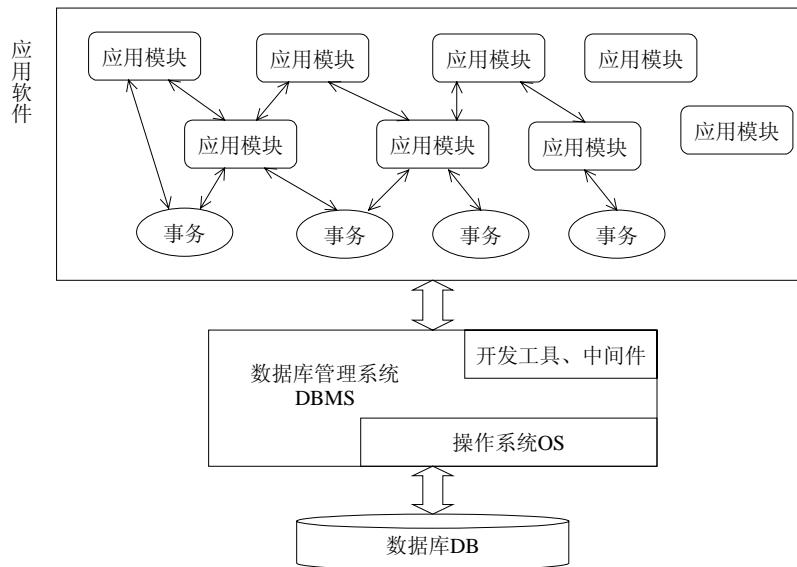 应用软件
应用模块
应用模块
应用模块
应用模块
应用模块
应用模块
应用模块
应用模块
事务
事务
事务
事务
开发工具、中间件
数据库管理系统
DBMS
操作系统OS
数据库DB